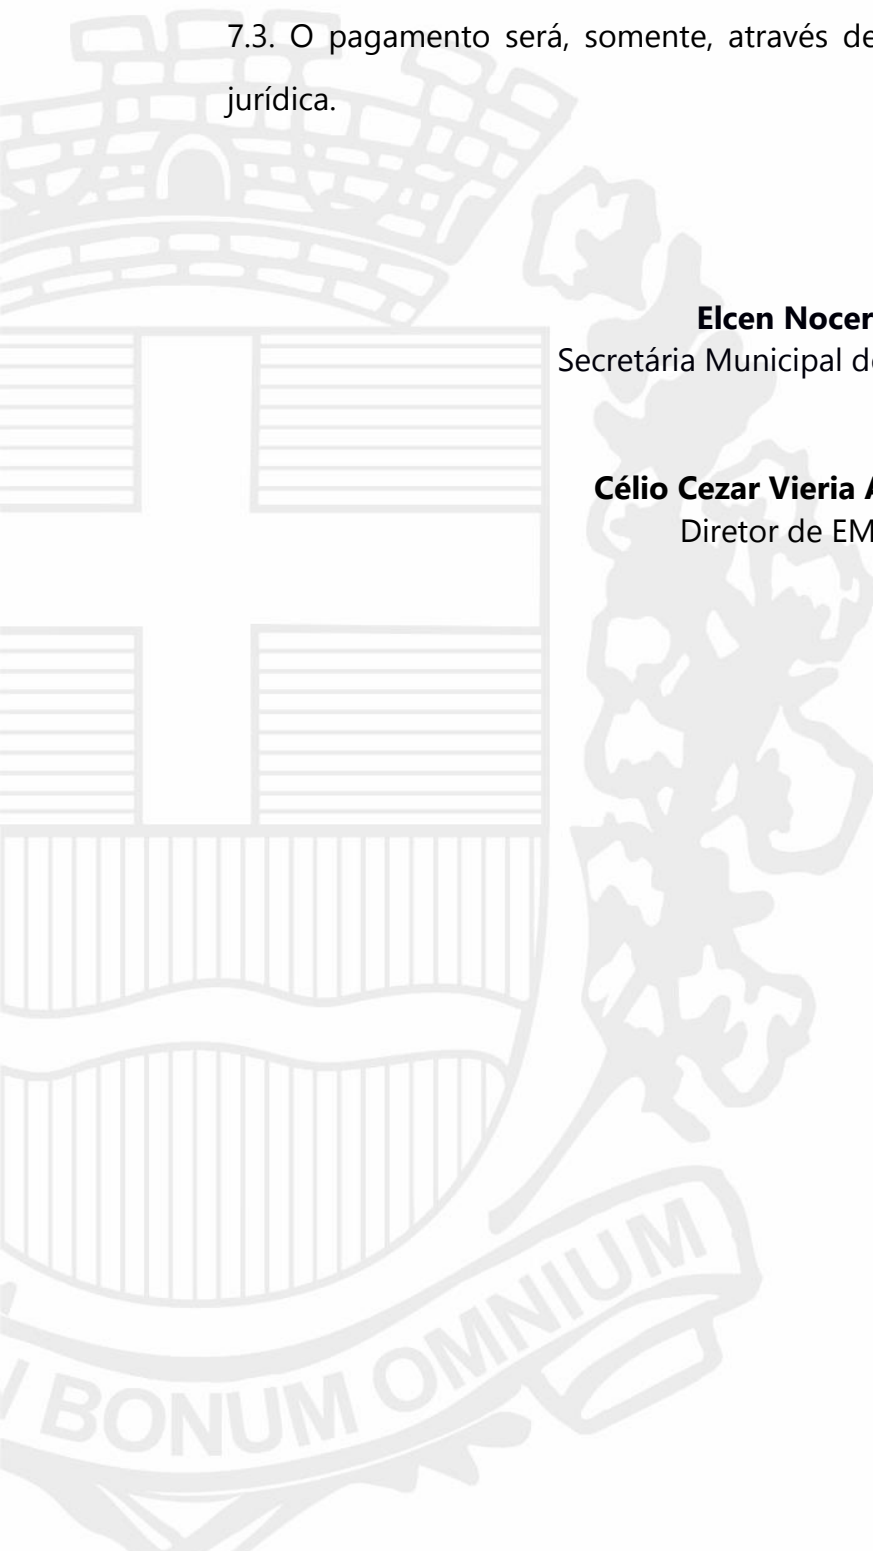 7.3. O pagamento será, somente, através de
jurídica.
Elcen Nocer
Secretária Municipal d
Célio Cezar Vieria
Diretor de EM
BONUM OMNIUM